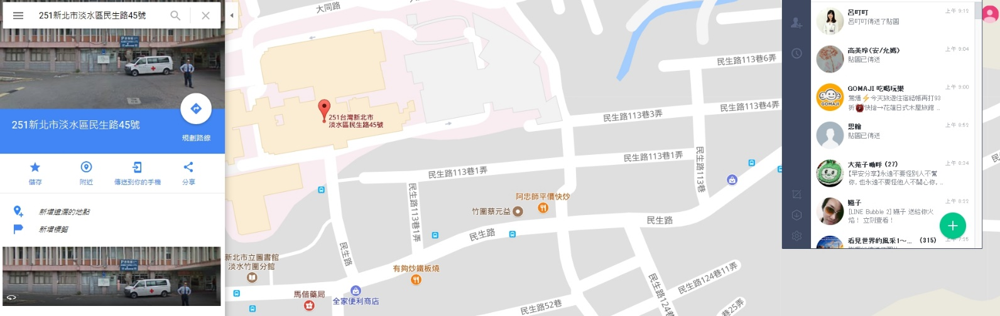 251新北市淡水區民生路45號
251新北市淡水區民生路45號
規劃路線
儲存
附近
傳送到你的手機
分享
新增遺漏的地點
新增標籤
大同路
251台灣新北市
淡水區民生路45號
民生路113巷6弄
民生路113巷4弄
民生路113巷3弄
民生路113巷1弄
民生路113巷1弄
民生路113巷1弄
民生路113巷
阿忠師平價快炒
竹圍蔡元益
民生路
民生路
民生路
新北市立圖書館
淡水竹圍分館
有夠炒鐵板燒
馬偕藥局
全家便利商店
民生路52巷
民生路124巷11弄
民生路124
巷25弄
呂叮叮
上午 9:12
呂叮叮傳送了貼圖
高美玲(安/允媽)
上午 9:04
貼圖已傳送
GOMAJI 吃喝玩樂
上午 9:00
驚爆⚡今天旅遊住宿結帳再打93
折 快搶→花蓮日式木屋旅館 ...
GOMAJI
思翰
上午 8:52
貼圖已傳送
大苑子呦呼 (27)
上午 8:34
【早安分享】永遠不要怪別人不幫
你, 也永遠不要怪他人不關心你, ...
上午 8:22
[LINE Bubble 2]
送給你火
焰！ 立刻查看！
看見世界的風采1～... (315)
上午 7:25